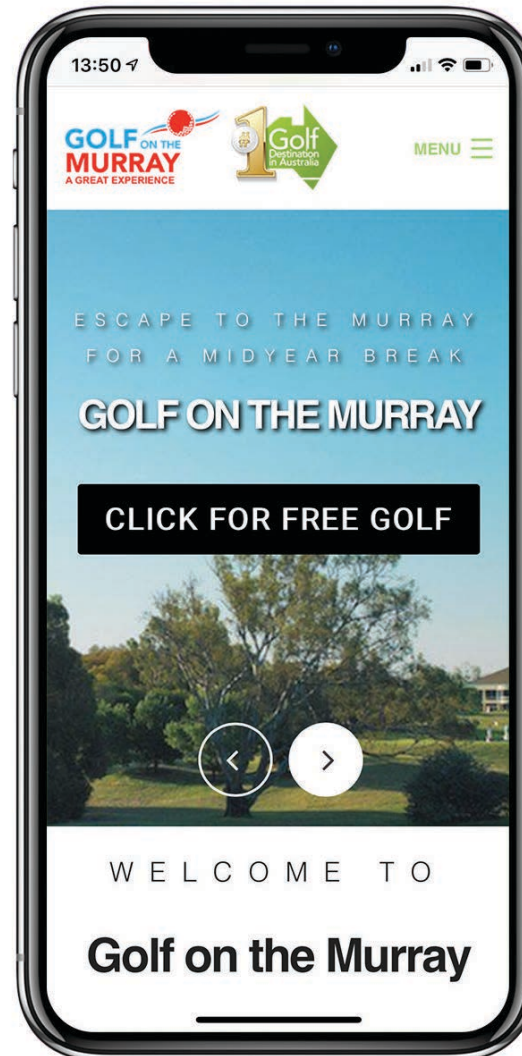 13:50
GOLF ON THE
MURRAY
A GREAT EXPERIENCE
#1 Golf
Destination
in Australia
MENU
ESCAPE TO THE MURRAY
FOR A MIDYEAR BREAK
GOLF ON THE MURRAY
CLICK FOR FREE GOLF
WELCOME TO
Golf on the Murray